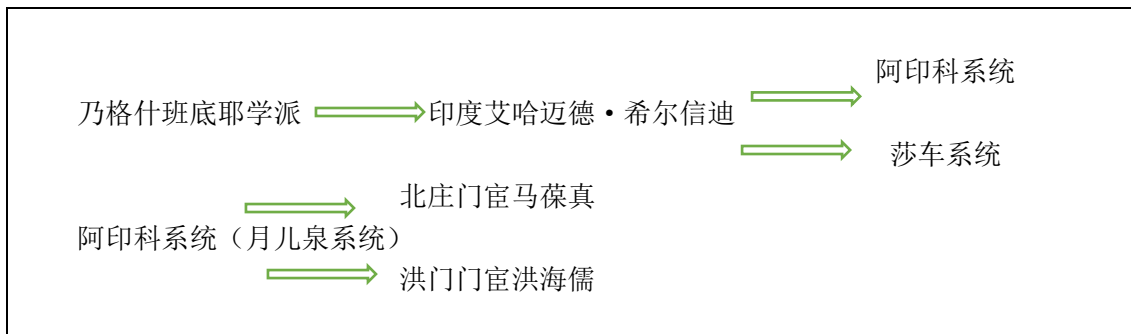 阿印科系统
乃格什班底耶学派
印度艾哈迈德·希尔信迪
莎车系统
北庄门宦马葆真
阿印科系统（月儿泉系统）
洪门门宦洪海儒